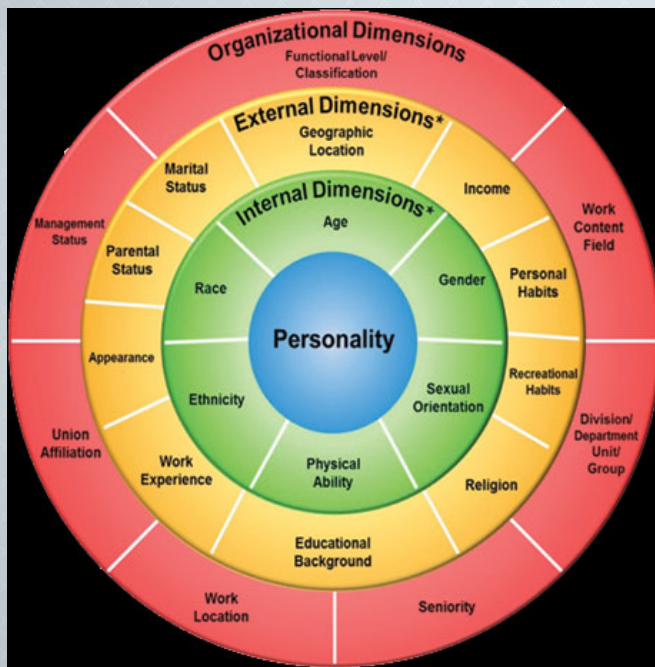 Organizational Dimensions
Functional Level/
Classification
External Dimensions*
Geographic
Location
Marital
Status
Income
Internal Dimensions*
Age
Management
Status
Work
Content
Field
Parental
Status
Personal
Habits
Race
Gender
Personality
Appearance
Recreational
Habits
Ethnicity
Sexual
Orientation
Union
Affiliation
Division/
Department
Unit/
Group
Work
Experience
Physical
Ability
Religion
Educational
Background
Work
Location
Seniority